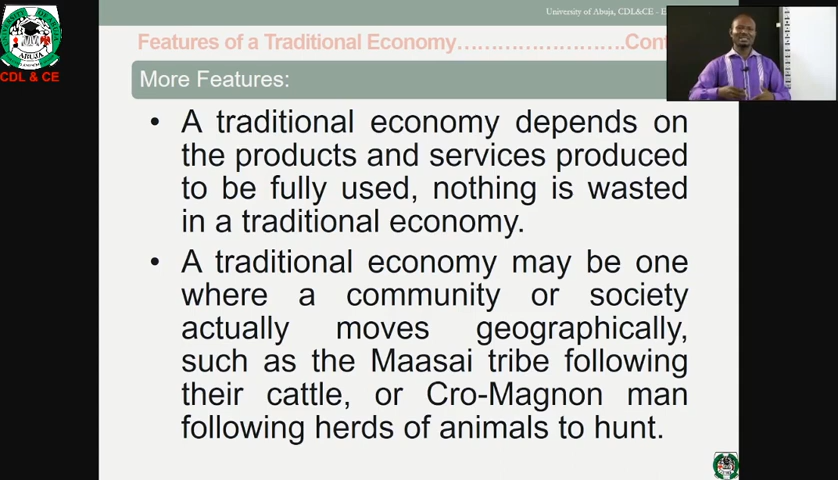 University of Abuja, CDL&CE - E
Features of a Traditional Economy……………………Cont
CDL & CE
More Features:
• A traditional economy depends on
the products and services produced
to be fully used, nothing is wasted
in a traditional economy.
• A traditional economy may be one
where a community or society
actually moves geographically,
such as the Maasai tribe following
their cattle, or Cro-Magnon man
following herds of animals to hunt.